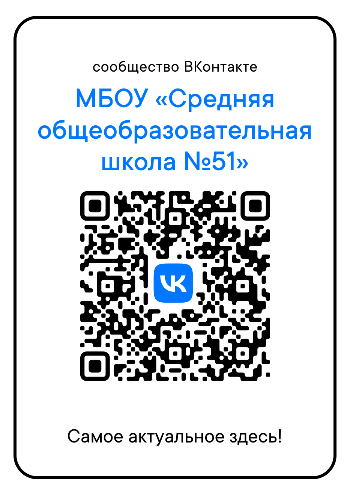 сообщество ВКонтакте
МБОУ «Средняя
общеобразовательная
школа №51»
Самое актуальное здесь!